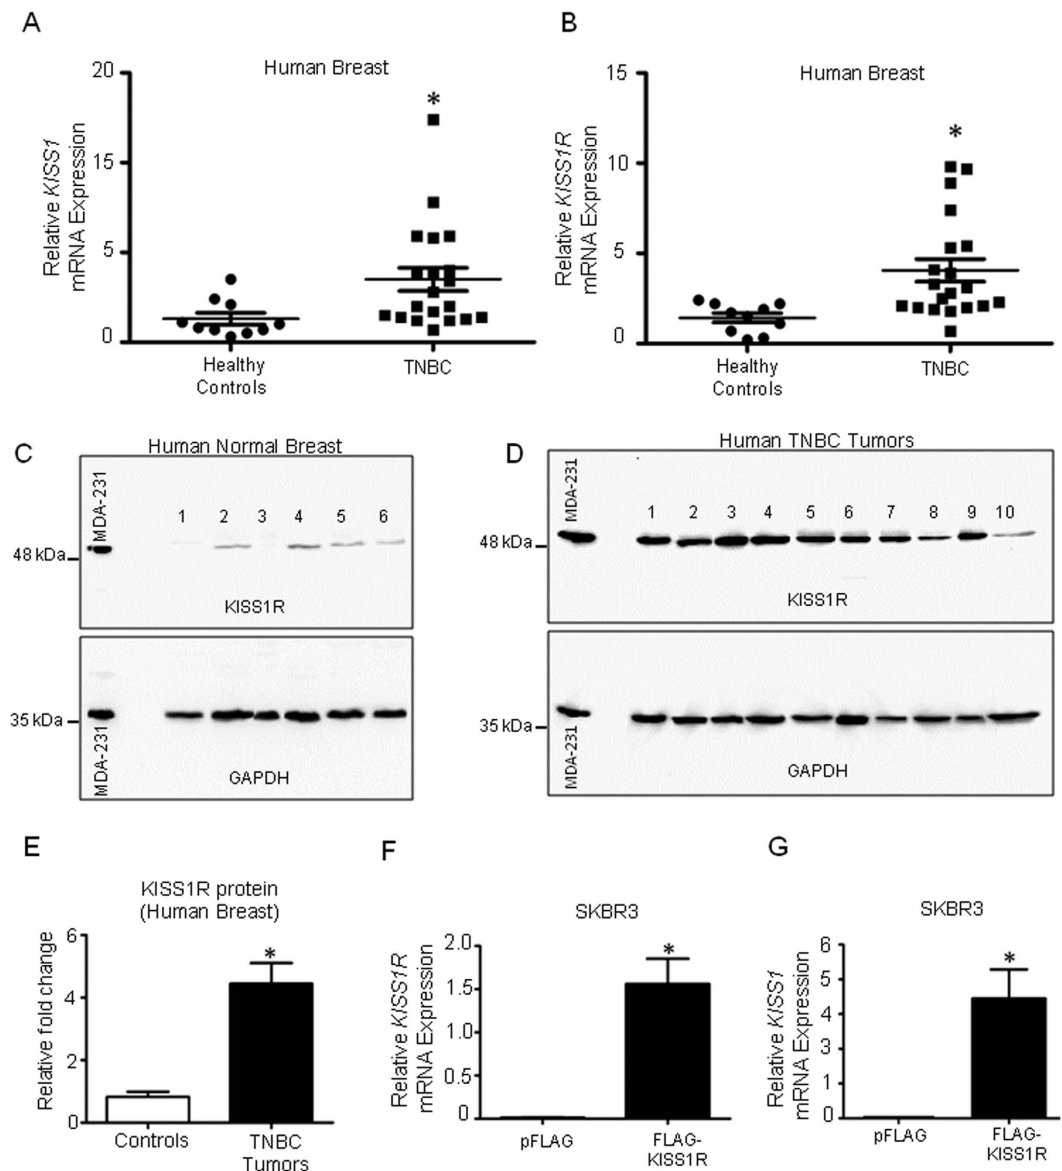 A
Human Breast
Relative KISS1
mRNA Expression
20
15
10
5
0
*
Healthy
Controls
TNBC
B
Human Breast
Relative KISS1R
mRNA Expression
15
10
5
0
*
Healthy
Controls
TNBC
C
Human Normal Breast
MDA-231
1 2 3 4 5 6
48 kDa
KISS1R
35 kDa
MDA-231
GAPDH
D
Human TNBC Tumors
MDA-231
1 2 3 4 5 6 7 8 9 10
48 kDa
KISS1R
35 kDa
MDA-231
GAPDH
E
KISS1R protein
(Human Breast)
Relative fold change
6
4
2
0
*
Controls
TNBC
Tumors
F
SKBR3
Relative KISS1R
mRNA Expression
2.0
1.5
1.0
0.5
0
*
pFLAG
FLAG-
KISS1R
G
SKBR3
Relative KISS1
mRNA Expression
6
5
4
3
2
1
0
*
pFLAG
FLAG-
KISS1R